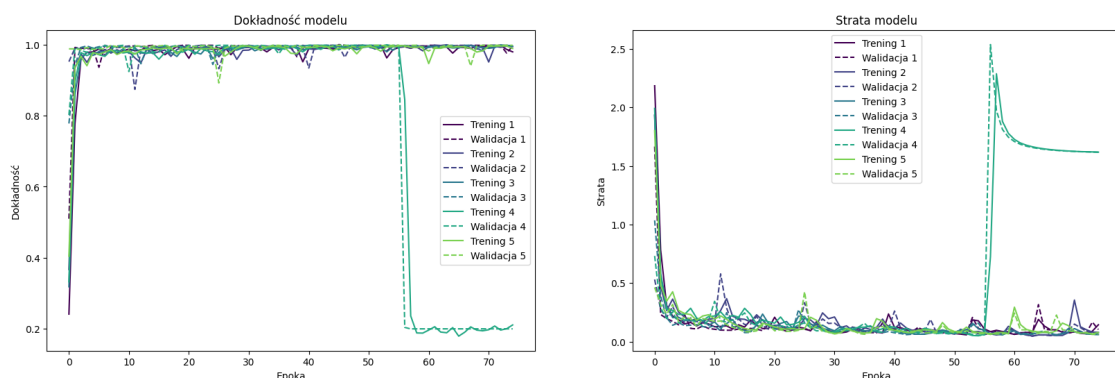 Dokładność modelu
Dokładność
1.0
0.8
0.6
0.4
0.2
Trening 1
Walidacja 1
Trening 2
Walidacja 2
Trening 3
Walidacja 3
Trening 4
Walidacja 4
Trening 5
Walidacja 5
0 10 20 30 40 50 60 70
Epoka
Strata modelu
Strata
2.5
2.0
1.5
1.0
0.5
0.0
Trening 1
Walidacja 1
Trening 2
Walidacja 2
Trening 3
Walidacja 3
Trening 4
Walidacja 4
Trening 5
Walidacja 5
0 10 20 30 40 50 60 70
Epoka